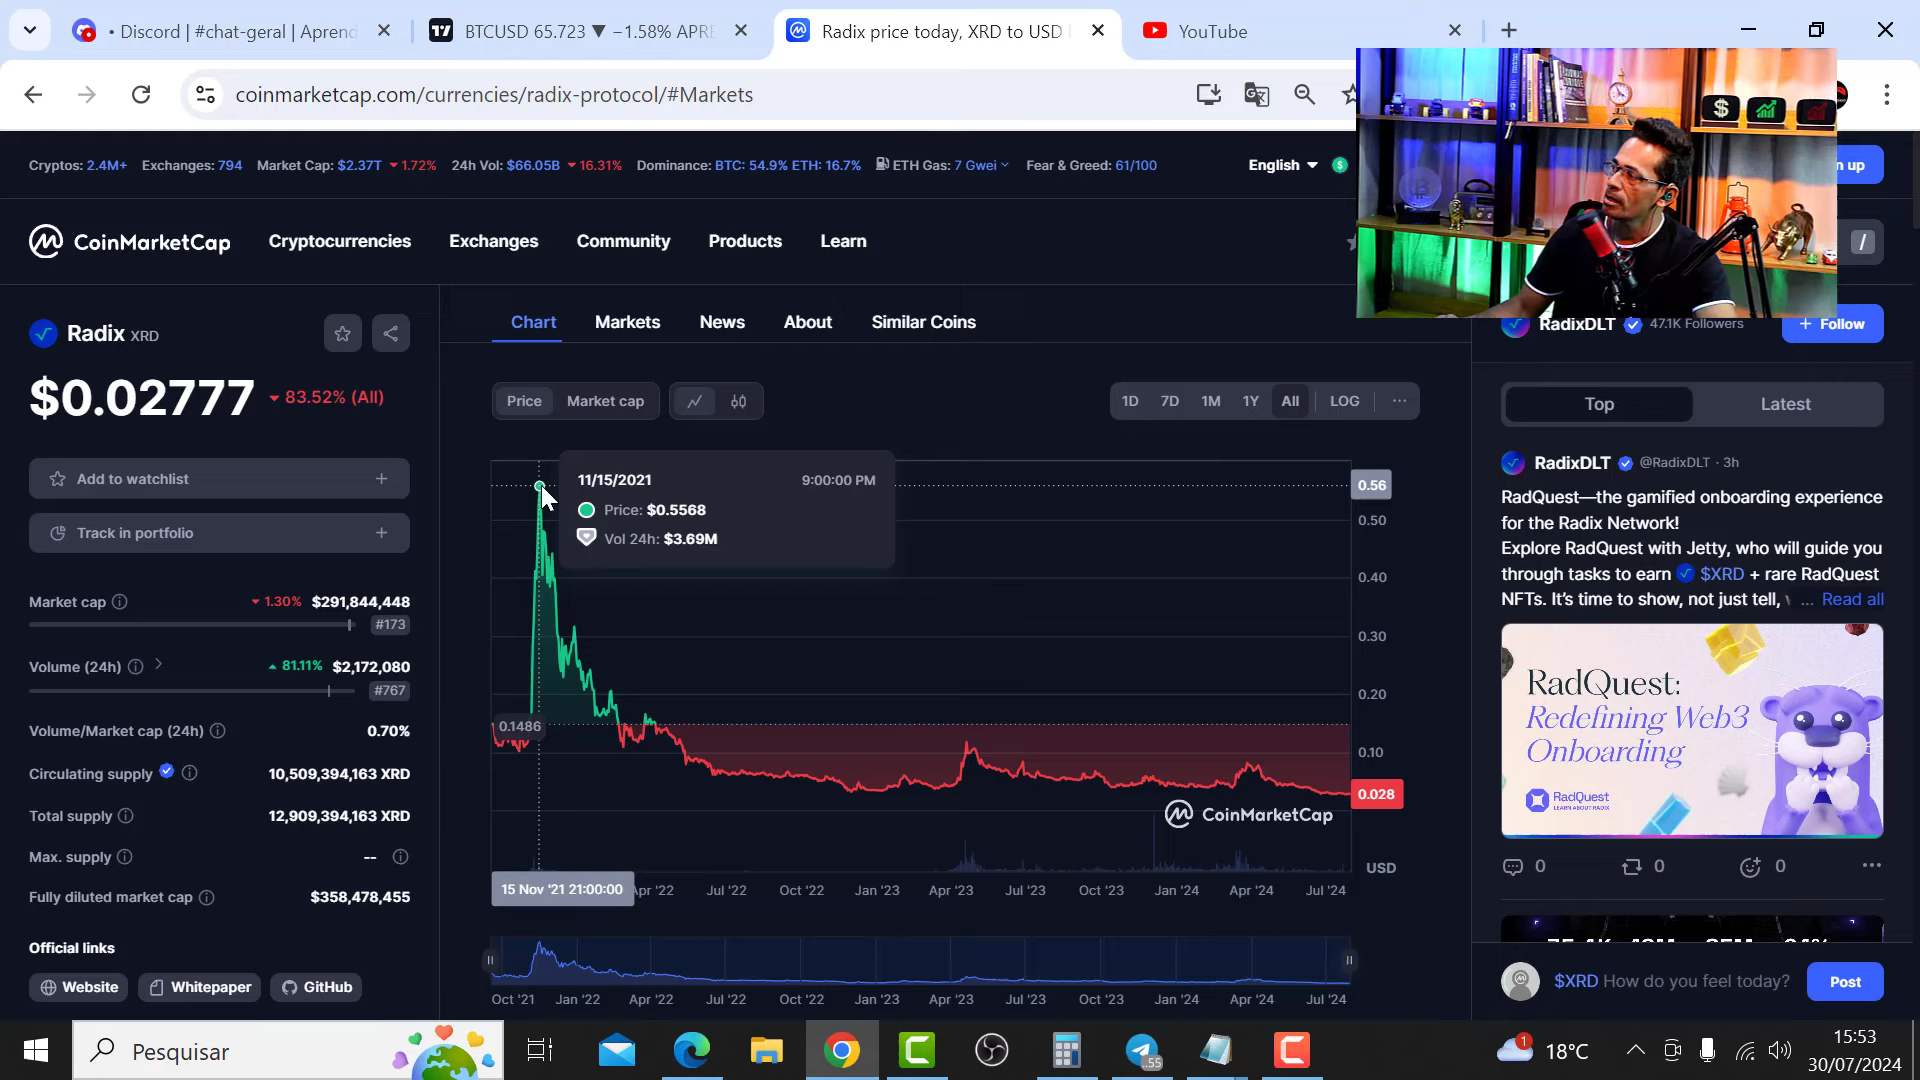 • Discord | #chat-geral | Aprend
BTCUSD 65.723 ▼ −1.58% APRE
Radix price today, XRD to USD
YouTube
coinmarketcap.com/currencies/radix-protocol/#Markets
Cryptos: 2.4M+ Exchanges: 794 Market Cap: $2.37T 1.72% 24h Vol: $66.05B 16.31% Dominance: BTC: 54.9% ETH: 16.7% ETH Gas: 7 Gwei Fear & Greed: 61/100
English
n up
CoinMarketCap
Cryptocurrencies Exchanges Community Products Learn
/
Radix XRD
$0.02777 83.52% (All)
Add to watchlist +
Track in portfolio +
Market cap 1.30% $291,844,448
#173
Volume (24h) 81.11% $2,172,080
#767
Volume/Market cap (24h) 0.70%
Circulating supply 10,509,394,163 XRD
Total supply 12,909,394,163 XRD
Max. supply --
Fully diluted market cap $358,478,455
Official links
Website Whitepaper GitHub
Chart Markets News About Similar Coins
Price Market cap
1D 7D 1M 1Y All LOG ...
11/15/2021 9:00:00 PM
Price: $0.5568
Vol 24h: $3.69M
0.56
0.50
0.40
0.30
0.20
0.1486
0.10
0.028
CoinMarketCap
USD
15 Nov '21 21:00:00 Apr '22 Jul '22 Oct '22 Jan '23 Apr '23 Jul '23 Oct '23 Jan '24 Apr '24 Jul '24
Oct '21 Jan '22 Apr '22 Jul '22 Oct '22 Jan '23 Apr '23 Jul '23 Oct '23 Jan '24 Apr '24 Jul '24
RadixDLT 47.1K Followers
+ Follow
Top Latest
RadixDLT @RadixDLT · 3h
RadQuest—the gamified onboarding experience
for the Radix Network!
Explore RadQuest with Jetty, who will guide you
through tasks to earn $XRD + rare RadQuest
NFTs. It's time to show, not just tell, ... Read all
RadQuest:
Redefining Web3
Onboarding
RadQuest
LEARN ABOUT RADIX
0 0 0 ...
$XRD How do you feel today?
Post
Pesquisar
..55
1 18°C
15:53
30/07/2024